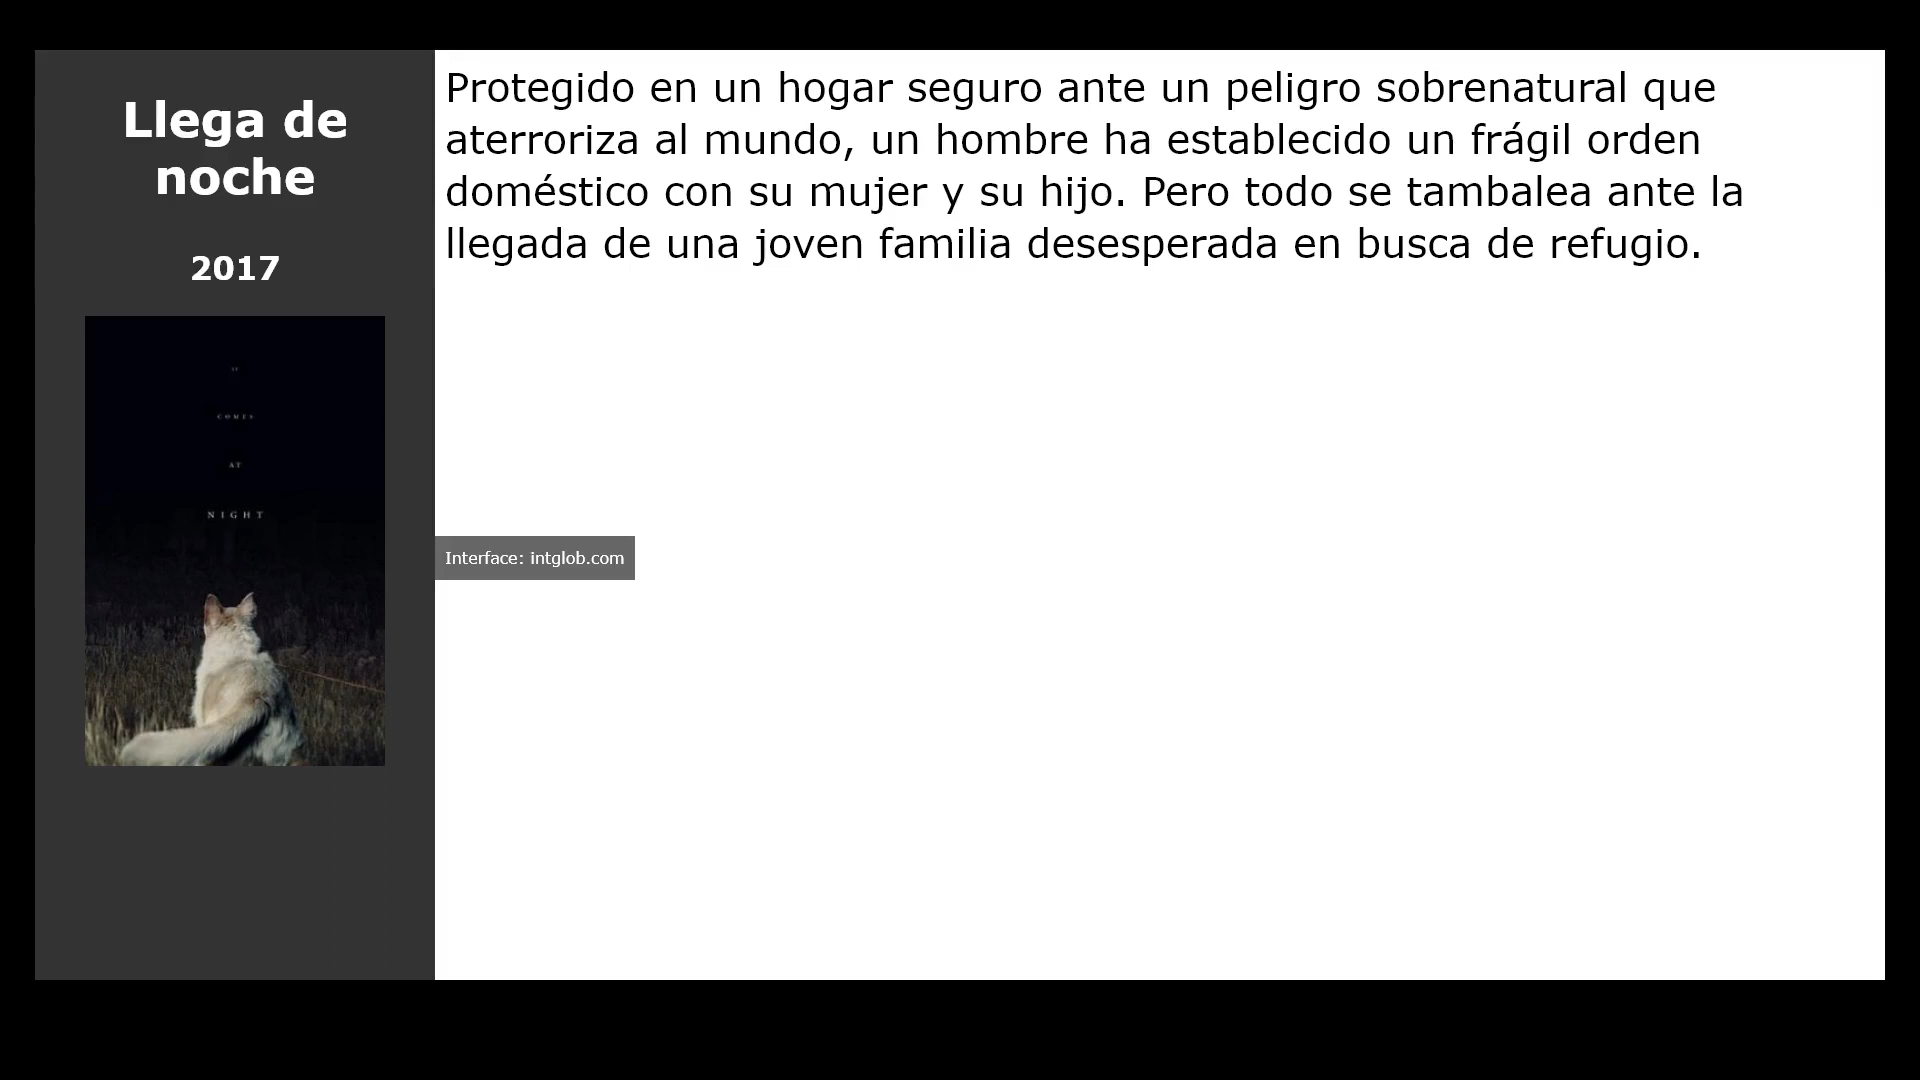 Llega de
noche
2017
IT
COMES
AT
NIGHT
Protegido en un hogar seguro ante un peligro sobrenatural que
aterroriza al mundo, un hombre ha establecido un frágil orden
doméstico con su mujer y su hijo. Pero todo se tambalea ante la
llegada de una joven familia desesperada en busca de refugio.
Interface: intglob.com